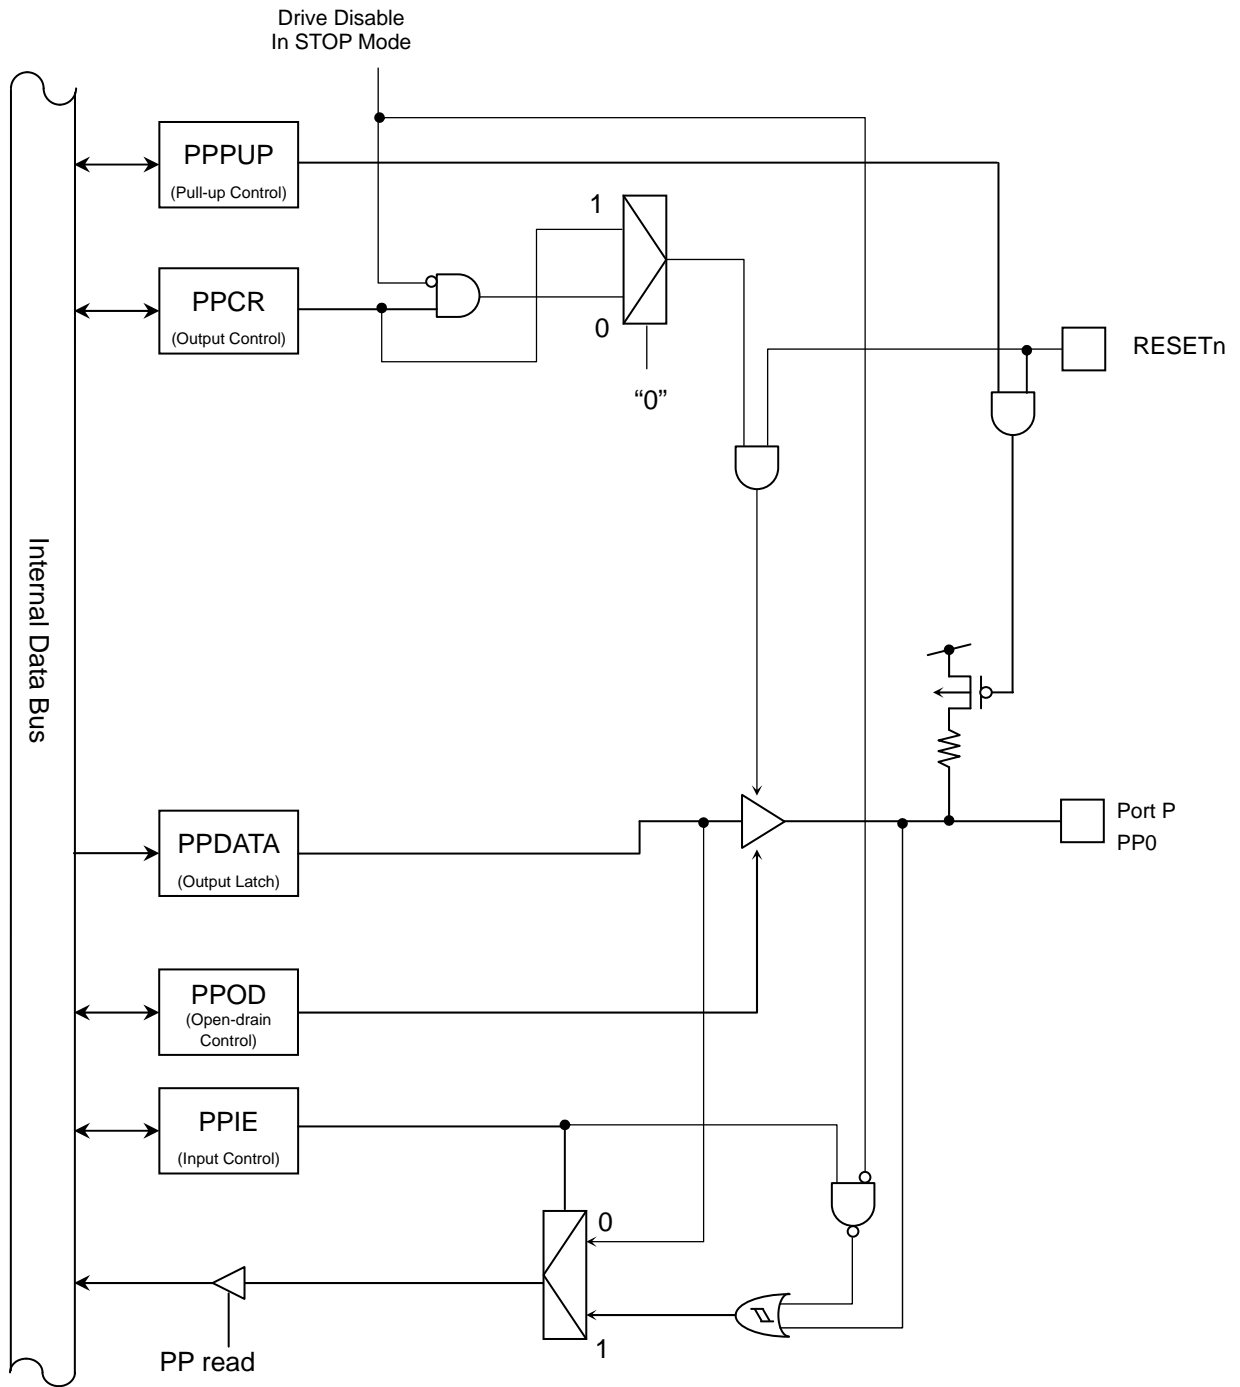 Drive Disable
In STOP Mode
PPPUP
(Pull-up Control)
1
PPCR
(Output Control)
0
"0"
RESETn
Internal Data Bus
PPDATA
(Output Latch)
Port P
PP0
PPOD
(Open-drain
Control)
PPIE
(Input Control)
0
1
PP read